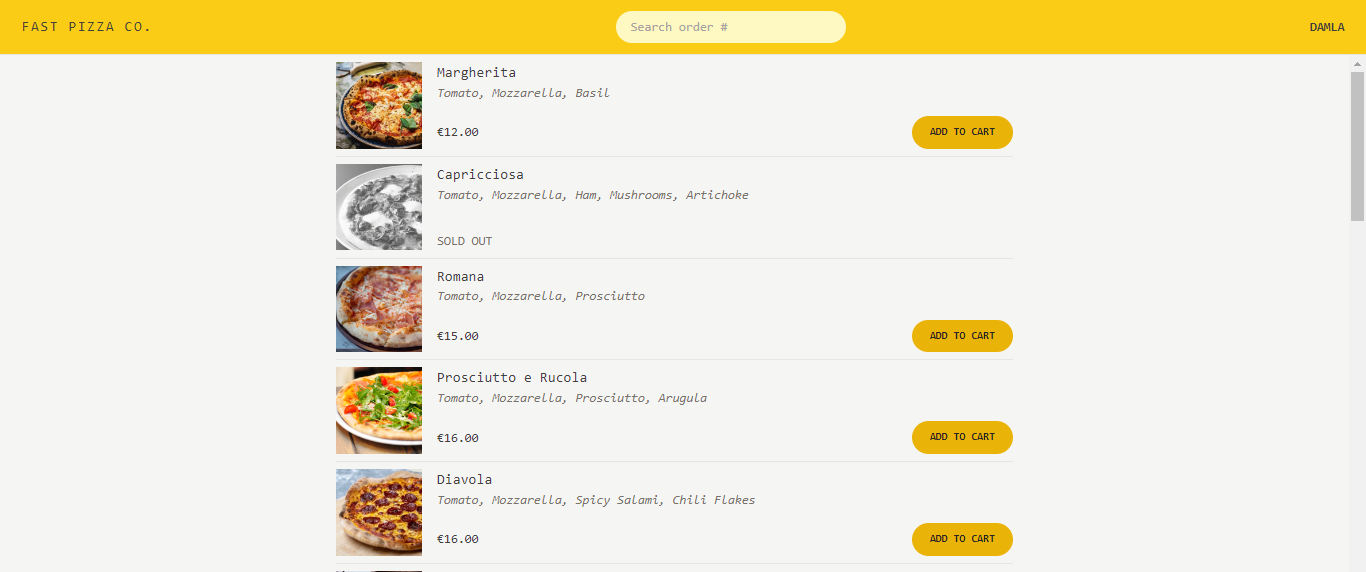 FAST PIZZA CO.
Search order #
DAMLA
Margherita
Tomato, Mozzarella, Basil
€12.00
ADD TO CART
Capricciosa
Tomato, Mozzarella, Ham, Mushrooms, Artichoke
SOLD OUT
Romana
Tomato, Mozzarella, Prosciutto
€15.00
ADD TO CART
Prosciutto e Rucola
Tomato, Mozzarella, Prosciutto, Arugula
€16.00
ADD TO CART
Diavola
Tomato, Mozzarella, Spicy Salami, Chili Flakes
€16.00
ADD TO CART